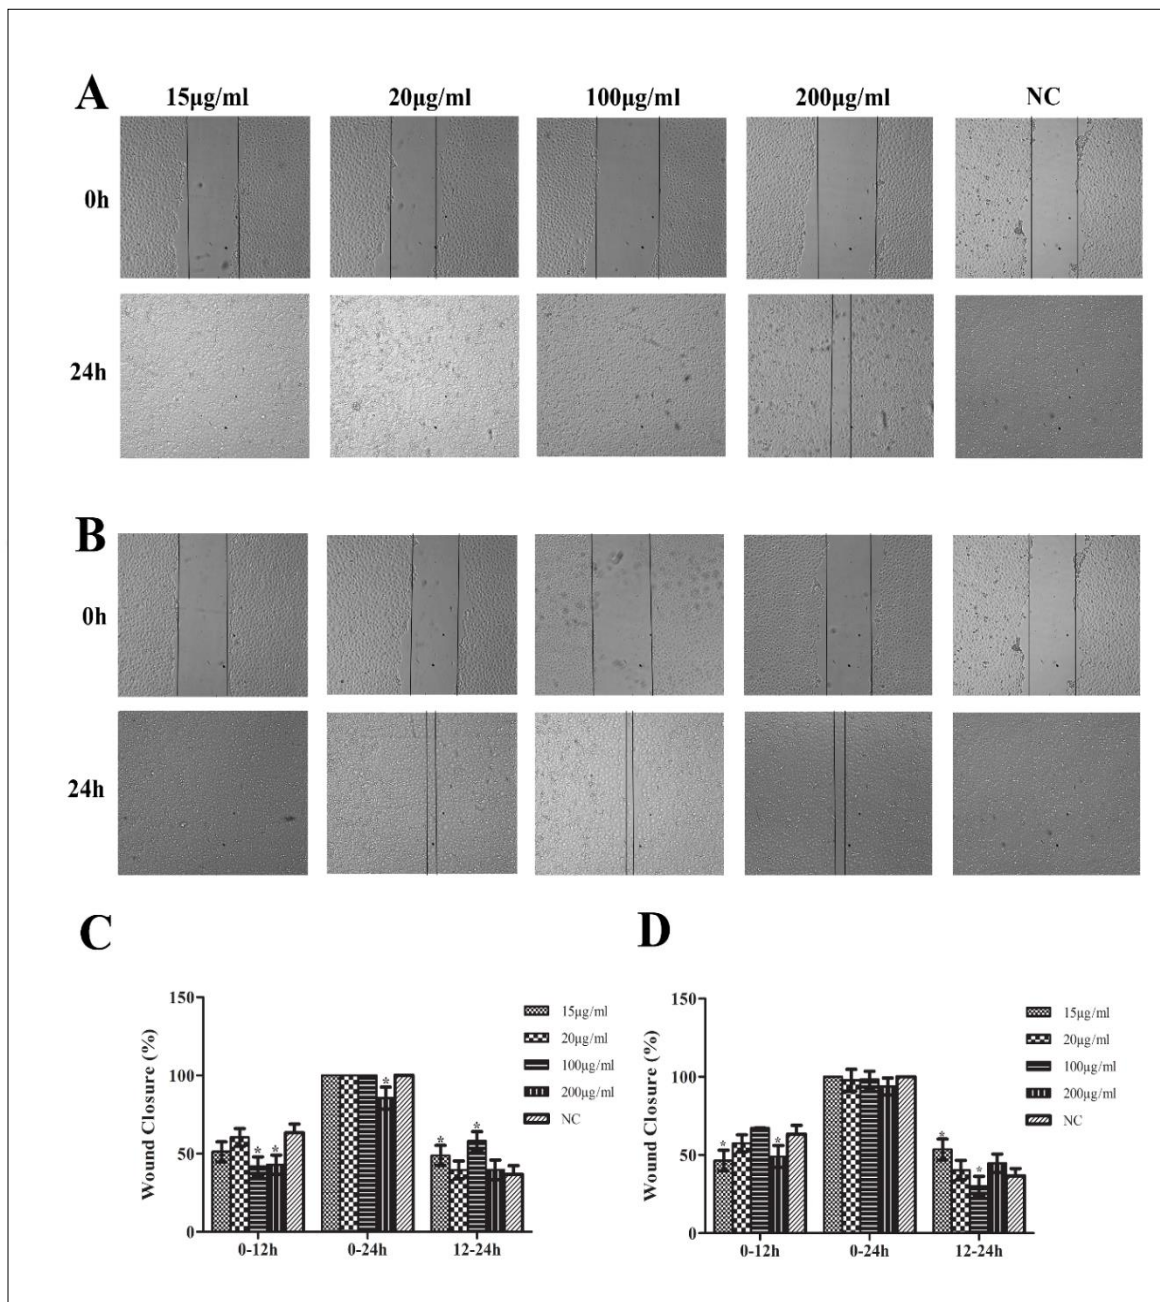 A
15μg/ml 20μg/ml 100μg/ml 200μg/ml NC
0h
24h
B
0h
24h
C
Wound Closure (%)
150
100
50
0
* * * * *
0-12h 0-24h 12-24h
15μg/ml
20μg/ml
100μg/ml
200μg/ml
NC
D
Wound Closure (%)
150
100
50
0
* * * *
0-12h 0-24h 12-24h
15μg/ml
20μg/ml
100μg/ml
200μg/ml
NC